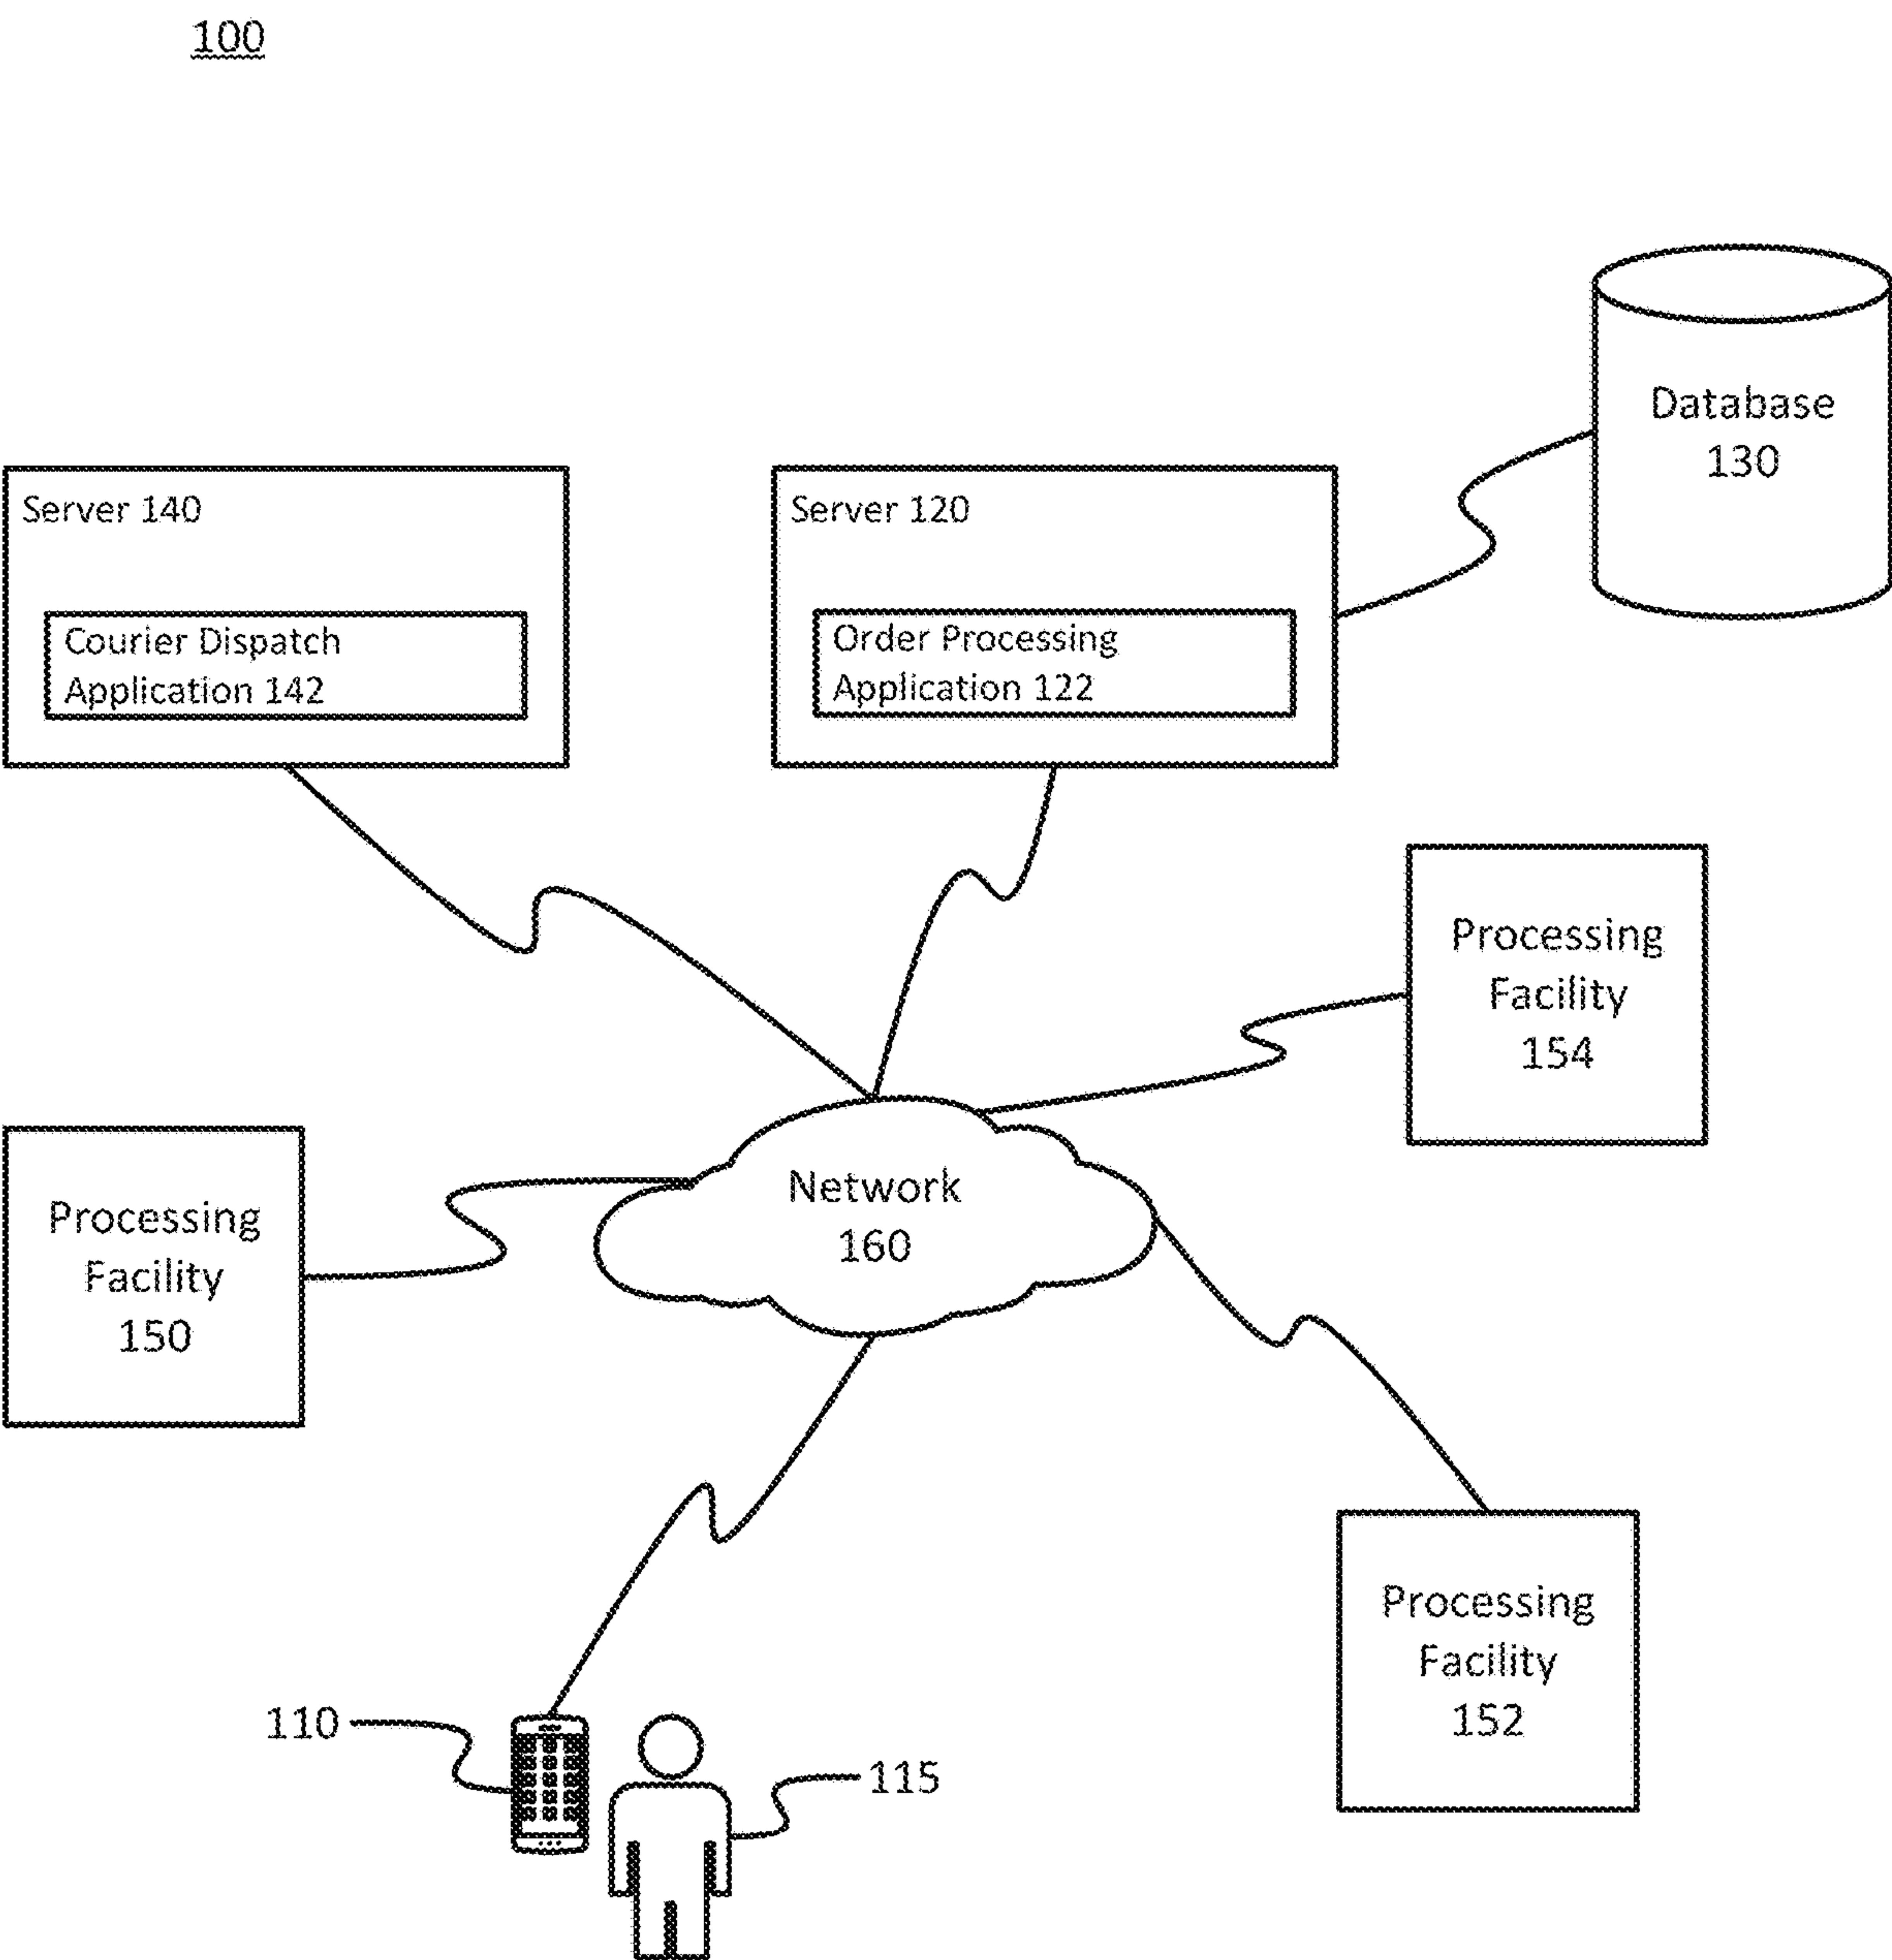 100
Database
130
Server 140
Courier Dispatch
Application 142
Server 120
Order Processing
Application 122
Processing
Facility
154
Network
160
Processing
Facility
150
Processing
Facility
152
110
115